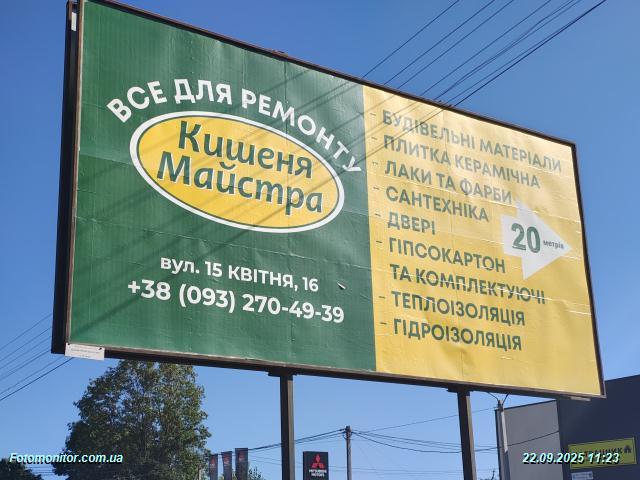 ВСЕ ДЛЯ РЕМОНТУ
Кишеня
Майстра
вул. 15 КВІТНЯ, 16
+38 (093) 270-49-39
- БУДІВЕЛЬНІ МАТЕРІАЛИ
- ПЛИТКА КЕРАМІЧНА
- ЛАКИ ТА ФАРБИ
- САНТЕХНІКА
- ДВЕРІ
- ГІПСОКАРТОН
ТА КОМПЛЕКТУЮЧІ
- ТЕПЛОІЗОЛЯЦІЯ
- ГІДРОІЗОЛЯЦІЯ
20 метрів
MITSUBISHI
MOTORS
Fotomonitor.com.ua
22.09.2025 11:23